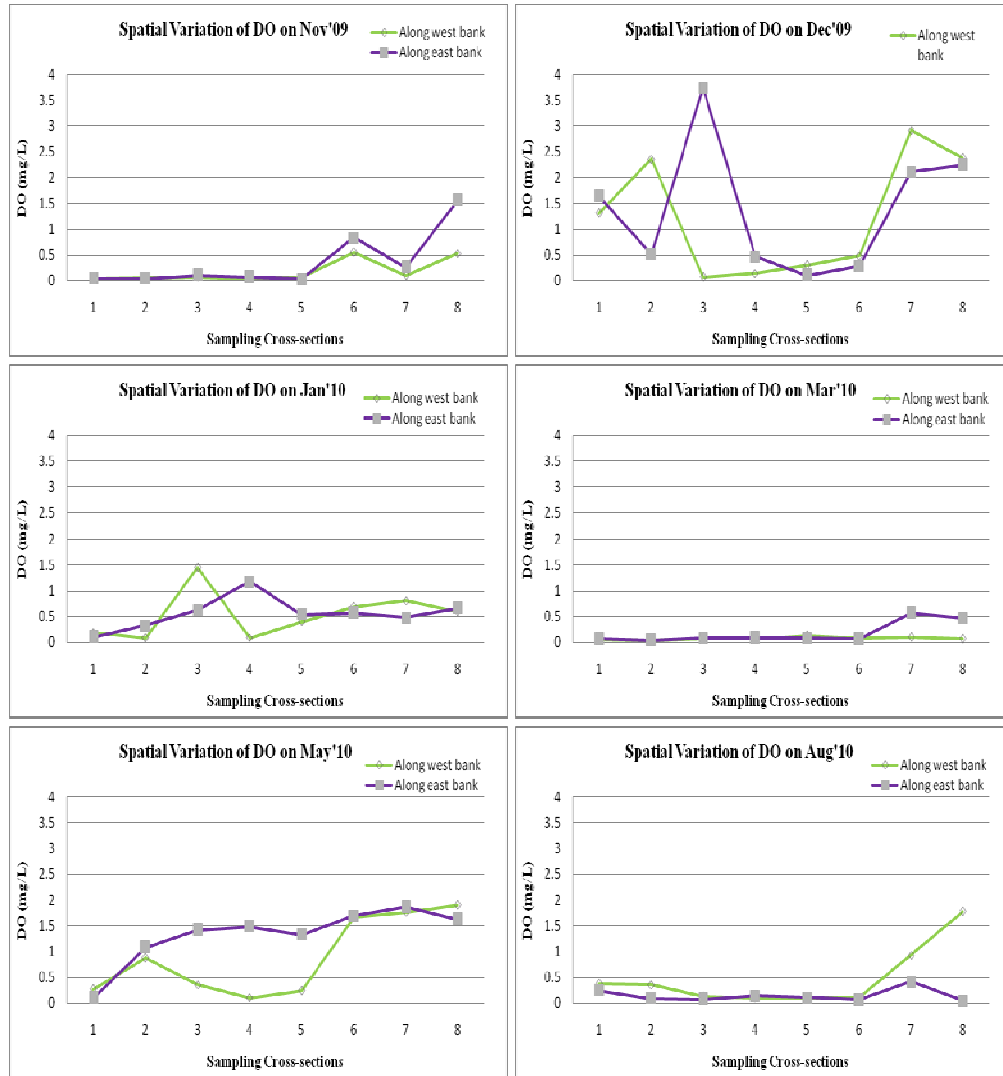 Spatial Variation of DO on Nov'09
Along west bank
Along east bank
4
3.5
3
2.5
2
1.5
1
0.5
0
DO (mg/L)
1 2 3 4 5 6 7 8
Sampling Cross-sections
Spatial Variation of DO on Dec'09
Along west
bank
4
3.5
3
2.5
2
1.5
1
0.5
0
DO (mg/L)
1 2 3 4 5 6 7 8
Sampling Cross-sections
Spatial Variation of DO on Jan'10
Along west bank
Along east bank
4
3.5
3
2.5
2
1.5
1
0.5
0
DO (mg/L)
1 2 3 4 5 6 7 8
Sampling Cross-sections
Spatial Variation of DO on Mar'10
Along west bank
Along east bank
4
3.5
3
2.5
2
1.5
1
0.5
0
DO (mg/L)
1 2 3 4 5 6 7 8
Sampling Cross-sections
Spatial Variation of DO on May'10
Along west bank
Along east bank
4
3.5
3
2.5
2
1.5
1
0.5
0
DO (mg/L)
1 2 3 4 5 6 7 8
Sampling Cross-sections
Spatial Variation of DO on Aug'10
Along west bank
Along east bank
4
3.5
3
2.5
2
1.5
1
0.5
0
DO (mg/L)
1 2 3 4 5 6 7 8
Sampling Cross-sections